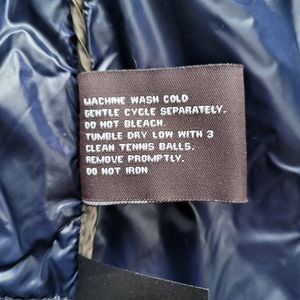 MACHINE WASH COLD
GENTLE CYCLE SEPARATELY.
DO NOT BLEACH.
TUMBLE DRY LOW WITH 3
CLEAN TENNIS BALLS.
REMOVE PROMPTLY.
DO NOT IRON